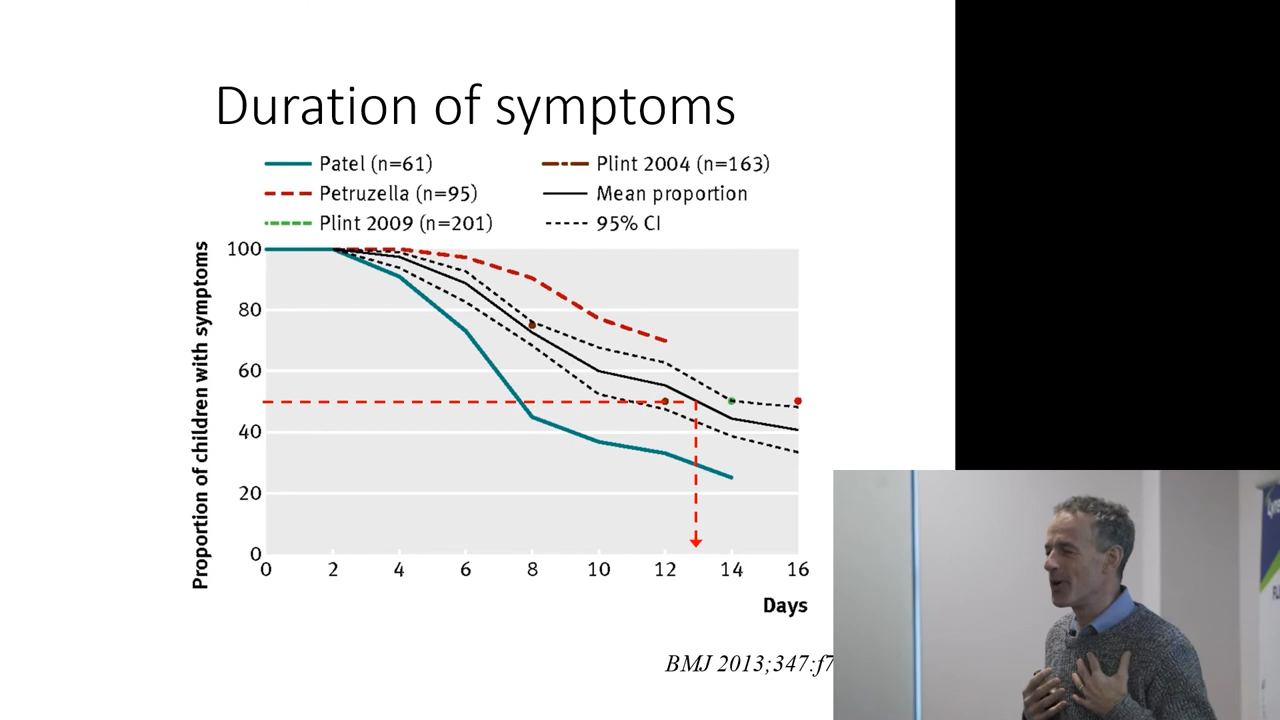 Duration of symptoms
Patel (n=61)
Petruzella (n=95)
Plint 2009 (n=201)
Plint 2004 (n=163)
Mean proportion
95% CI
Proportion of children with symptoms
100
80
60
40
20
0
0 2 4 6 8 10 12 14 16
Days
BMJ 2013;347:f7